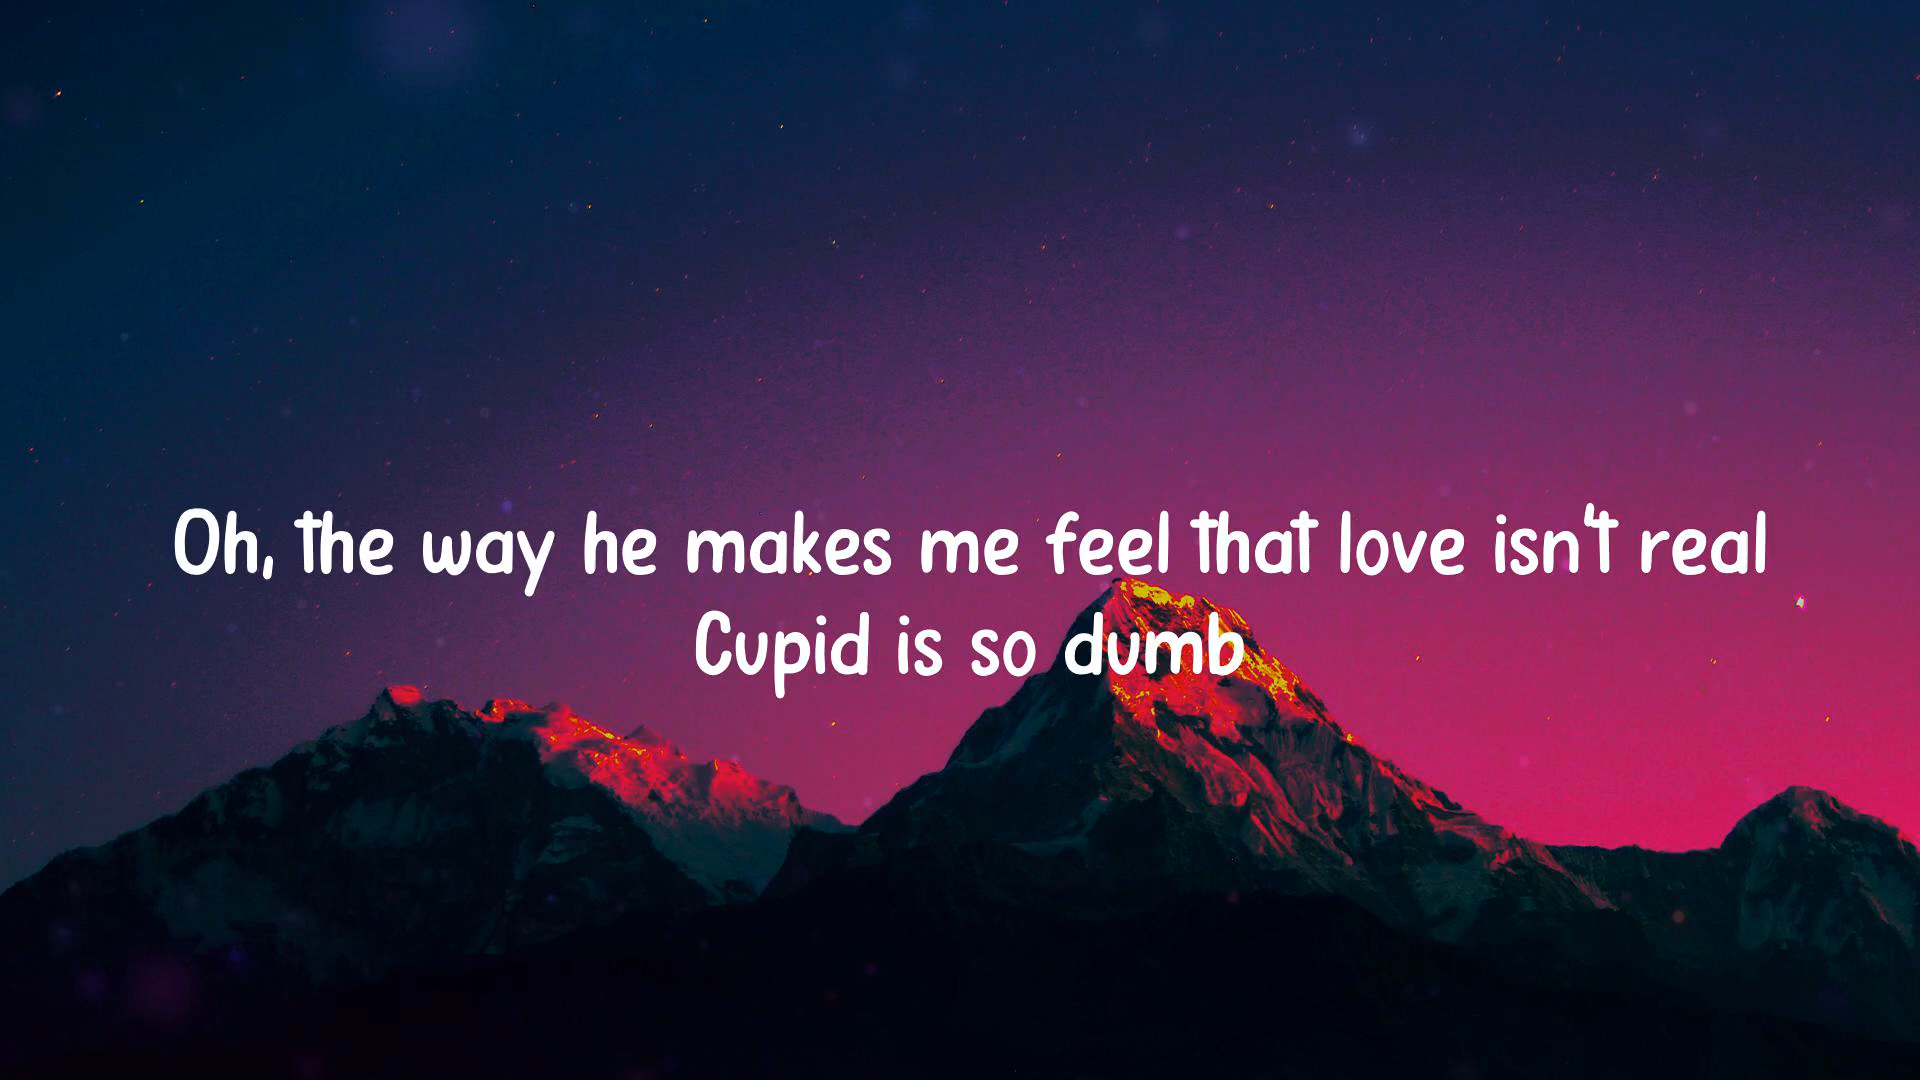 Oh, the way he makes me feel that love isn't real
Cupid is so dumb